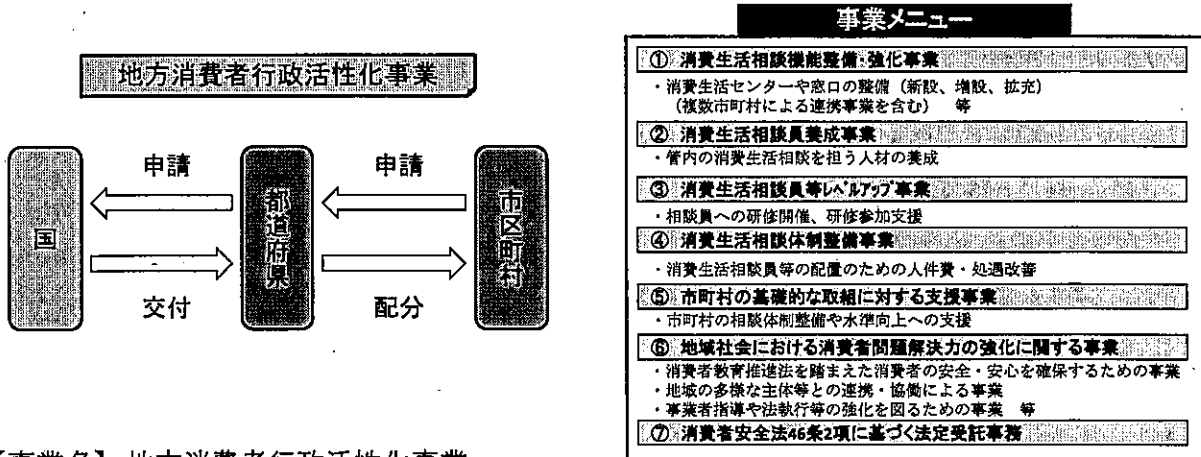 地方消費者行政活性化事業
国
申請
交付
都道府県
申請
配分
市区町村
事業メニュー
① 消費生活相談機能整備・強化事業
・消費生活センターや窓口の整備（新設、増設、拡充）
（複数市町村による連携事業を含む） 等
② 消費生活相談員養成事業
・管内の消費生活相談を担う人材の養成
③ 消費生活相談員等レベルアップ事業
・相談員への研修開催、研修参加支援
④ 消費生活相談体制整備事業
・消費生活相談員等の配置のための人件費・処遇改善
⑤ 市町村の基礎的な取組に対する支援事業
・市町村の相談体制整備や水準向上への支援
⑥ 地域社会における消費者問題解決力の強化に関する事業
・消費者教育推進法を踏まえた消費者の安全・安心を確保するための事業
・地域の多様な主体等との連携・協働による事業
・事業者指導や法執行等の強化を図るための事業 等
⑦ 消費者安全法46条2項に基づく法定受託事務